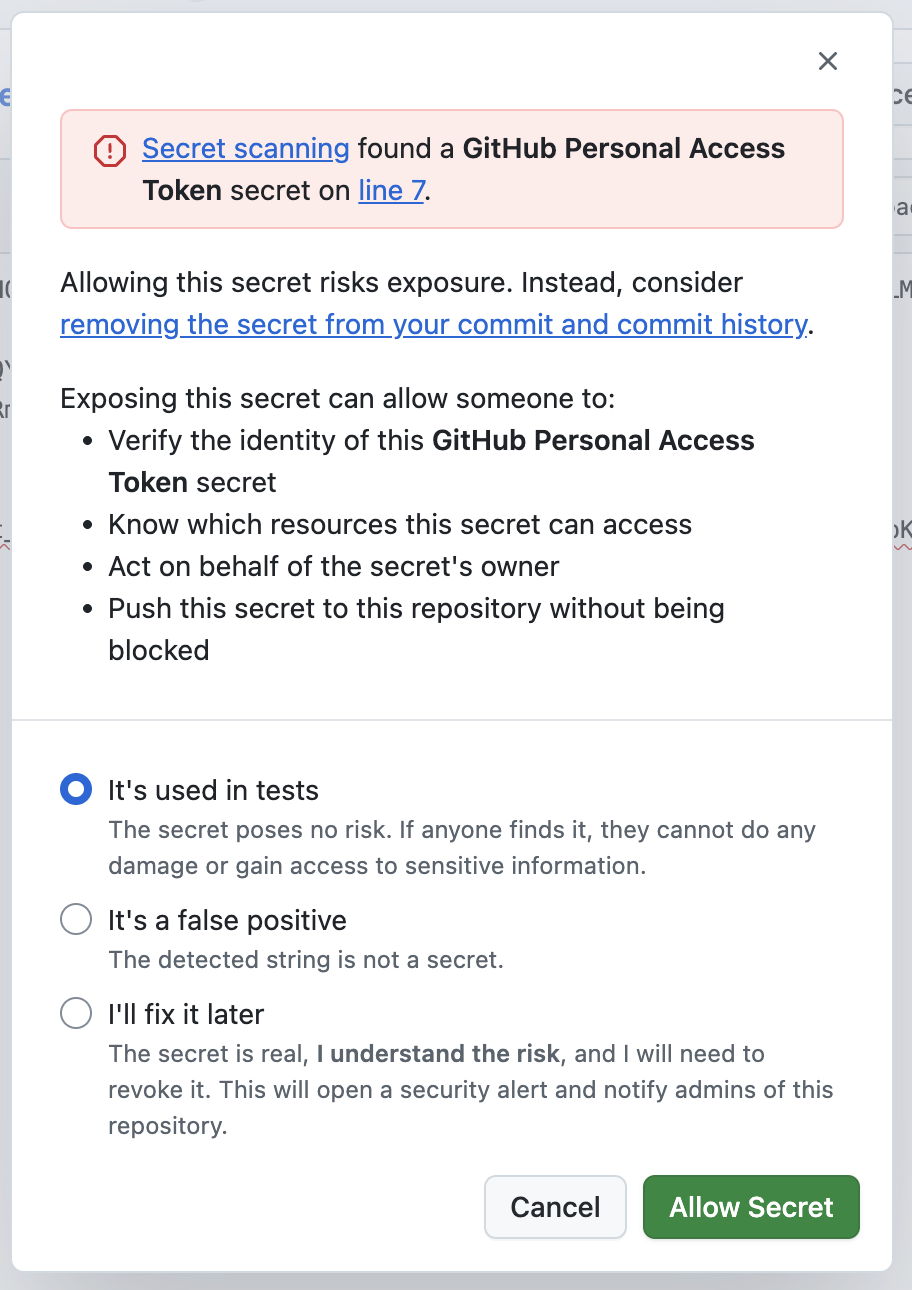 Secret scanning found a GitHub Personal Access
Token secret on line 7.
Allowing this secret risks exposure. Instead, consider
removing the secret from your commit and commit history.
Exposing this secret can allow someone to:
• Verify the identity of this GitHub Personal Access
Token secret
• Know which resources this secret can access
• Act on behalf of the secret's owner
• Push this secret to this repository without being
blocked
It's used in tests
The secret poses no risk. If anyone finds it, they cannot do any
damage or gain access to sensitive information.
It's a false positive
The detected string is not a secret.
I'll fix it later
The secret is real, I understand the risk, and I will need to
revoke it. This will open a security alert and notify admins of this
repository.
Cancel
Allow Secret